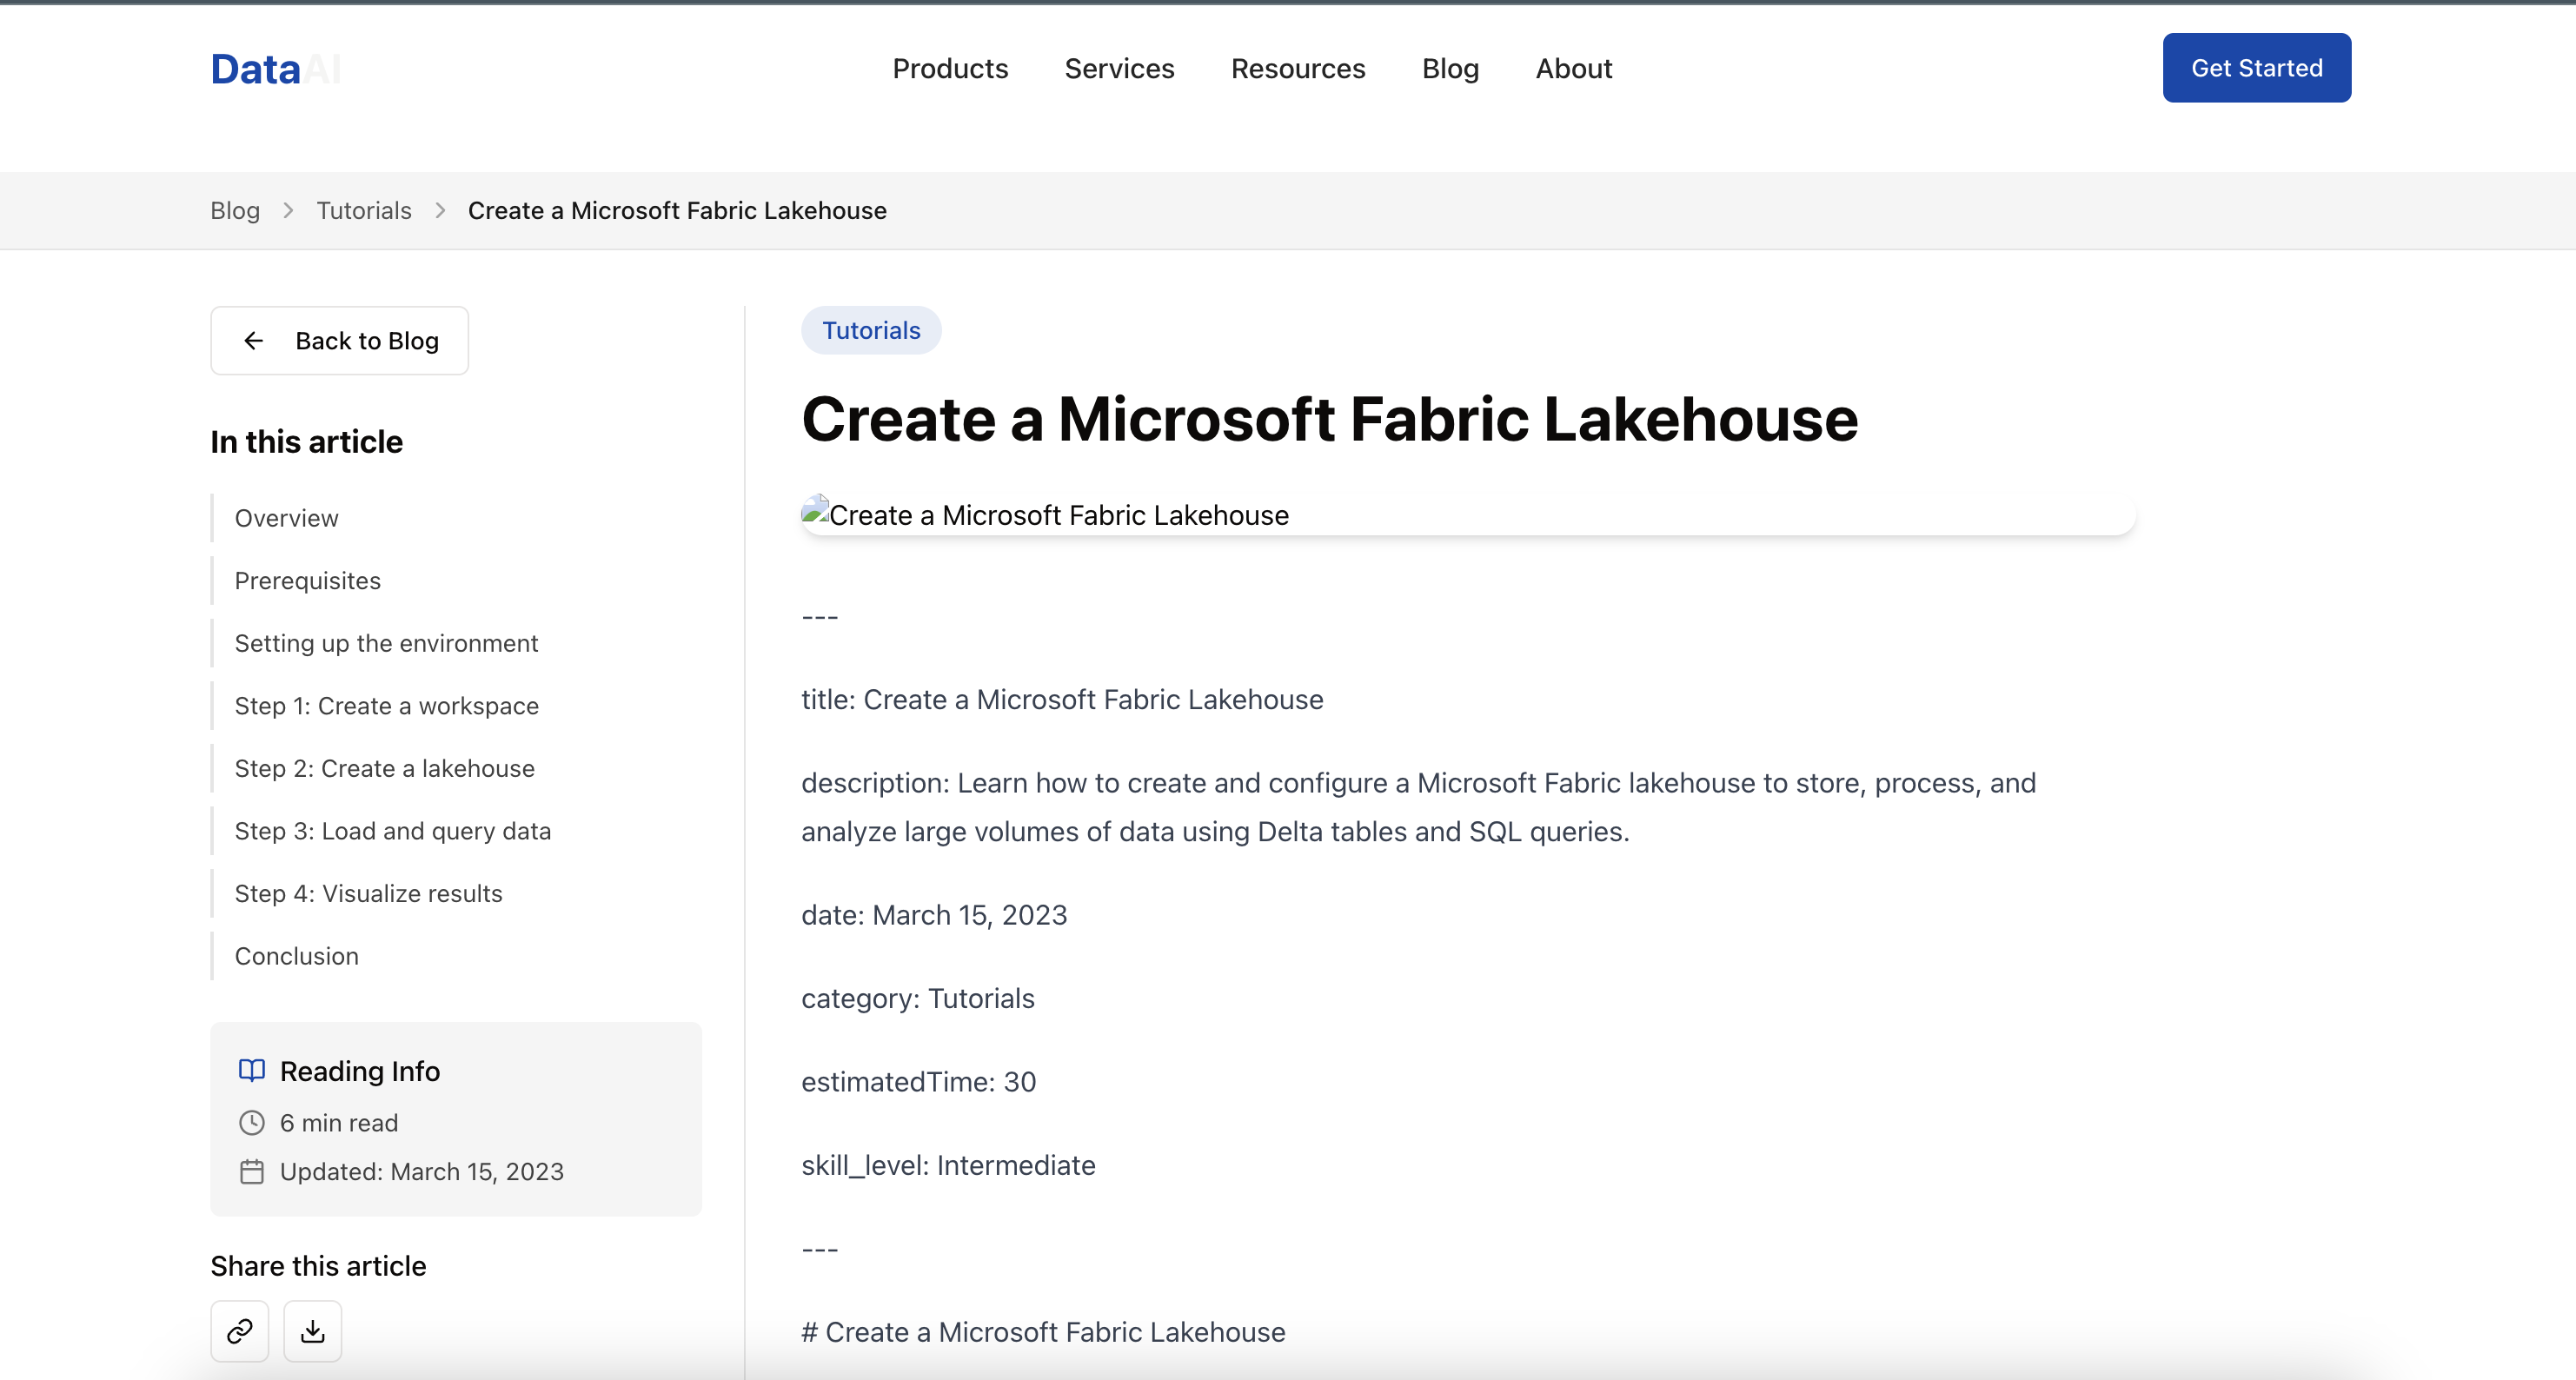 DataAI
Products
Services
Resources
Blog
About
Get Started
Blog > Tutorials > Create a Microsoft Fabric Lakehouse
Back to Blog
In this article
Overview
Prerequisites
Setting up the environment
Step 1: Create a workspace
Step 2: Create a lakehouse
Step 3: Load and query data
Step 4: Visualize results
Conclusion
Reading Info
6 min read
Updated: March 15, 2023
Share this article
Tutorials
Create a Microsoft Fabric Lakehouse
Create a Microsoft Fabric Lakehouse
---
title: Create a Microsoft Fabric Lakehouse
description: Learn how to create and configure a Microsoft Fabric lakehouse to store, process, and
analyze large volumes of data using Delta tables and SQL queries.
date: March 15, 2023
category: Tutorials
estimatedTime: 30
skill_level: Intermediate
---
# Create a Microsoft Fabric Lakehouse